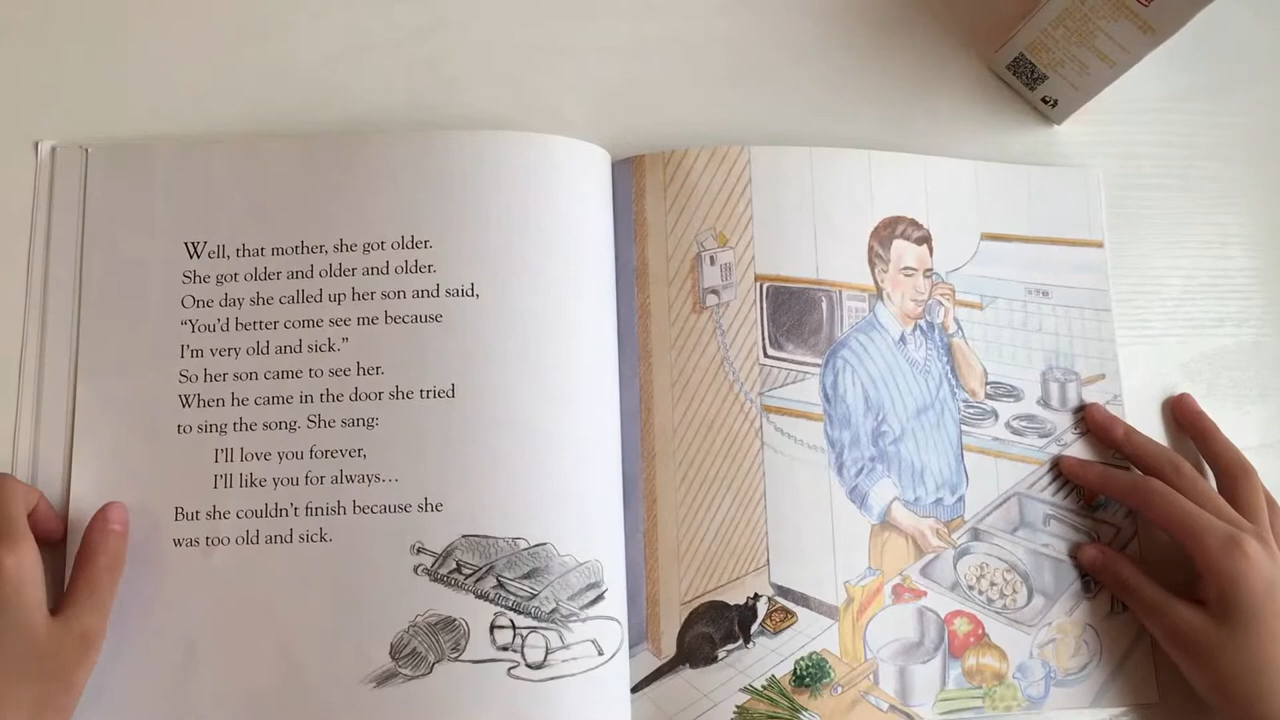 Well, that mother, she got older.
She got older and older and older.
One day she called up her son and said,
“You’d better come see me because
I’m very old and sick.”
So her son came to see her.
When he came in the door she tried
to sing the song. She sang:
I’ll love you forever,
I’ll like you for always…
But she couldn’t finish because she
was too old and sick.